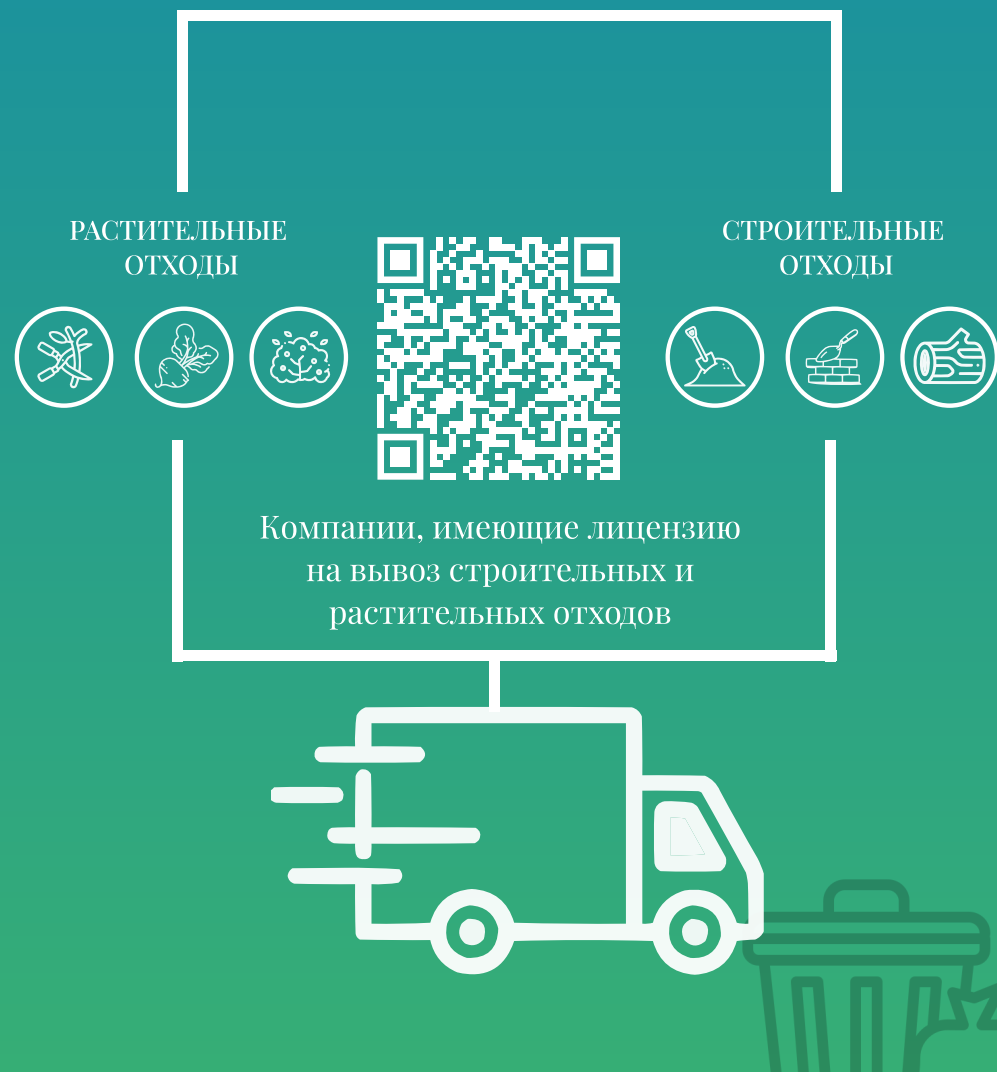 РАСТИТЕЛЬНЫЕ
ОТХОДЫ
СТРОИТЕЛЬНЫЕ
ОТХОДЫ
Компании, имеющие лицензию
на вывоз строительных и
растительных отходов